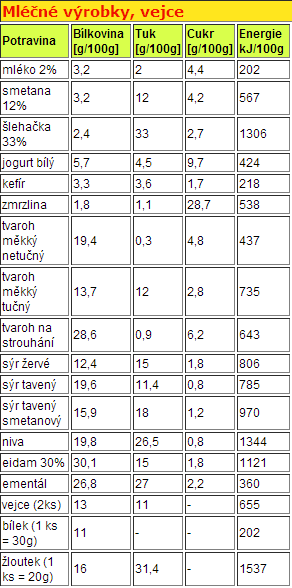 Mléčné výrobky, vejce
Potravina Bílkovina [g/100g] Tuk [g/100g] Cukr [g/100g] Energie kJ/100g
mléko 2% 3,2 2 4,4 202
smetana 12% 3,2 12 4,2 567
šlehačka 33% 2,4 33 2,7 1306
jogurt bílý 5,7 4,5 9,7 424
kefír 3,3 3,6 1,7 218
zmrzlina 1,8 1,1 28,7 538
tvaroh měkký netučný 19,4 0,3 4,8 437
tvaroh měkký tučný 13,7 12 2,8 735
tvaroh na strouhání 28,6 0,9 6,2 643
sýr žervé 12,4 15 1,8 806
sýr tavený 19,6 11,4 0,8 785
sýr tavený smetanový 15,9 18 1,2 970
niva 19,8 26,5 0,8 1344
eidam 30% 30,1 15 1,8 1121
ementál 26,8 27 2,2 360
vejce (2ks) 13 11 - 655
bílek (1 ks = 30g) 11 - - 202
žloutek (1 ks = 20g) 16 31,4 - 1537